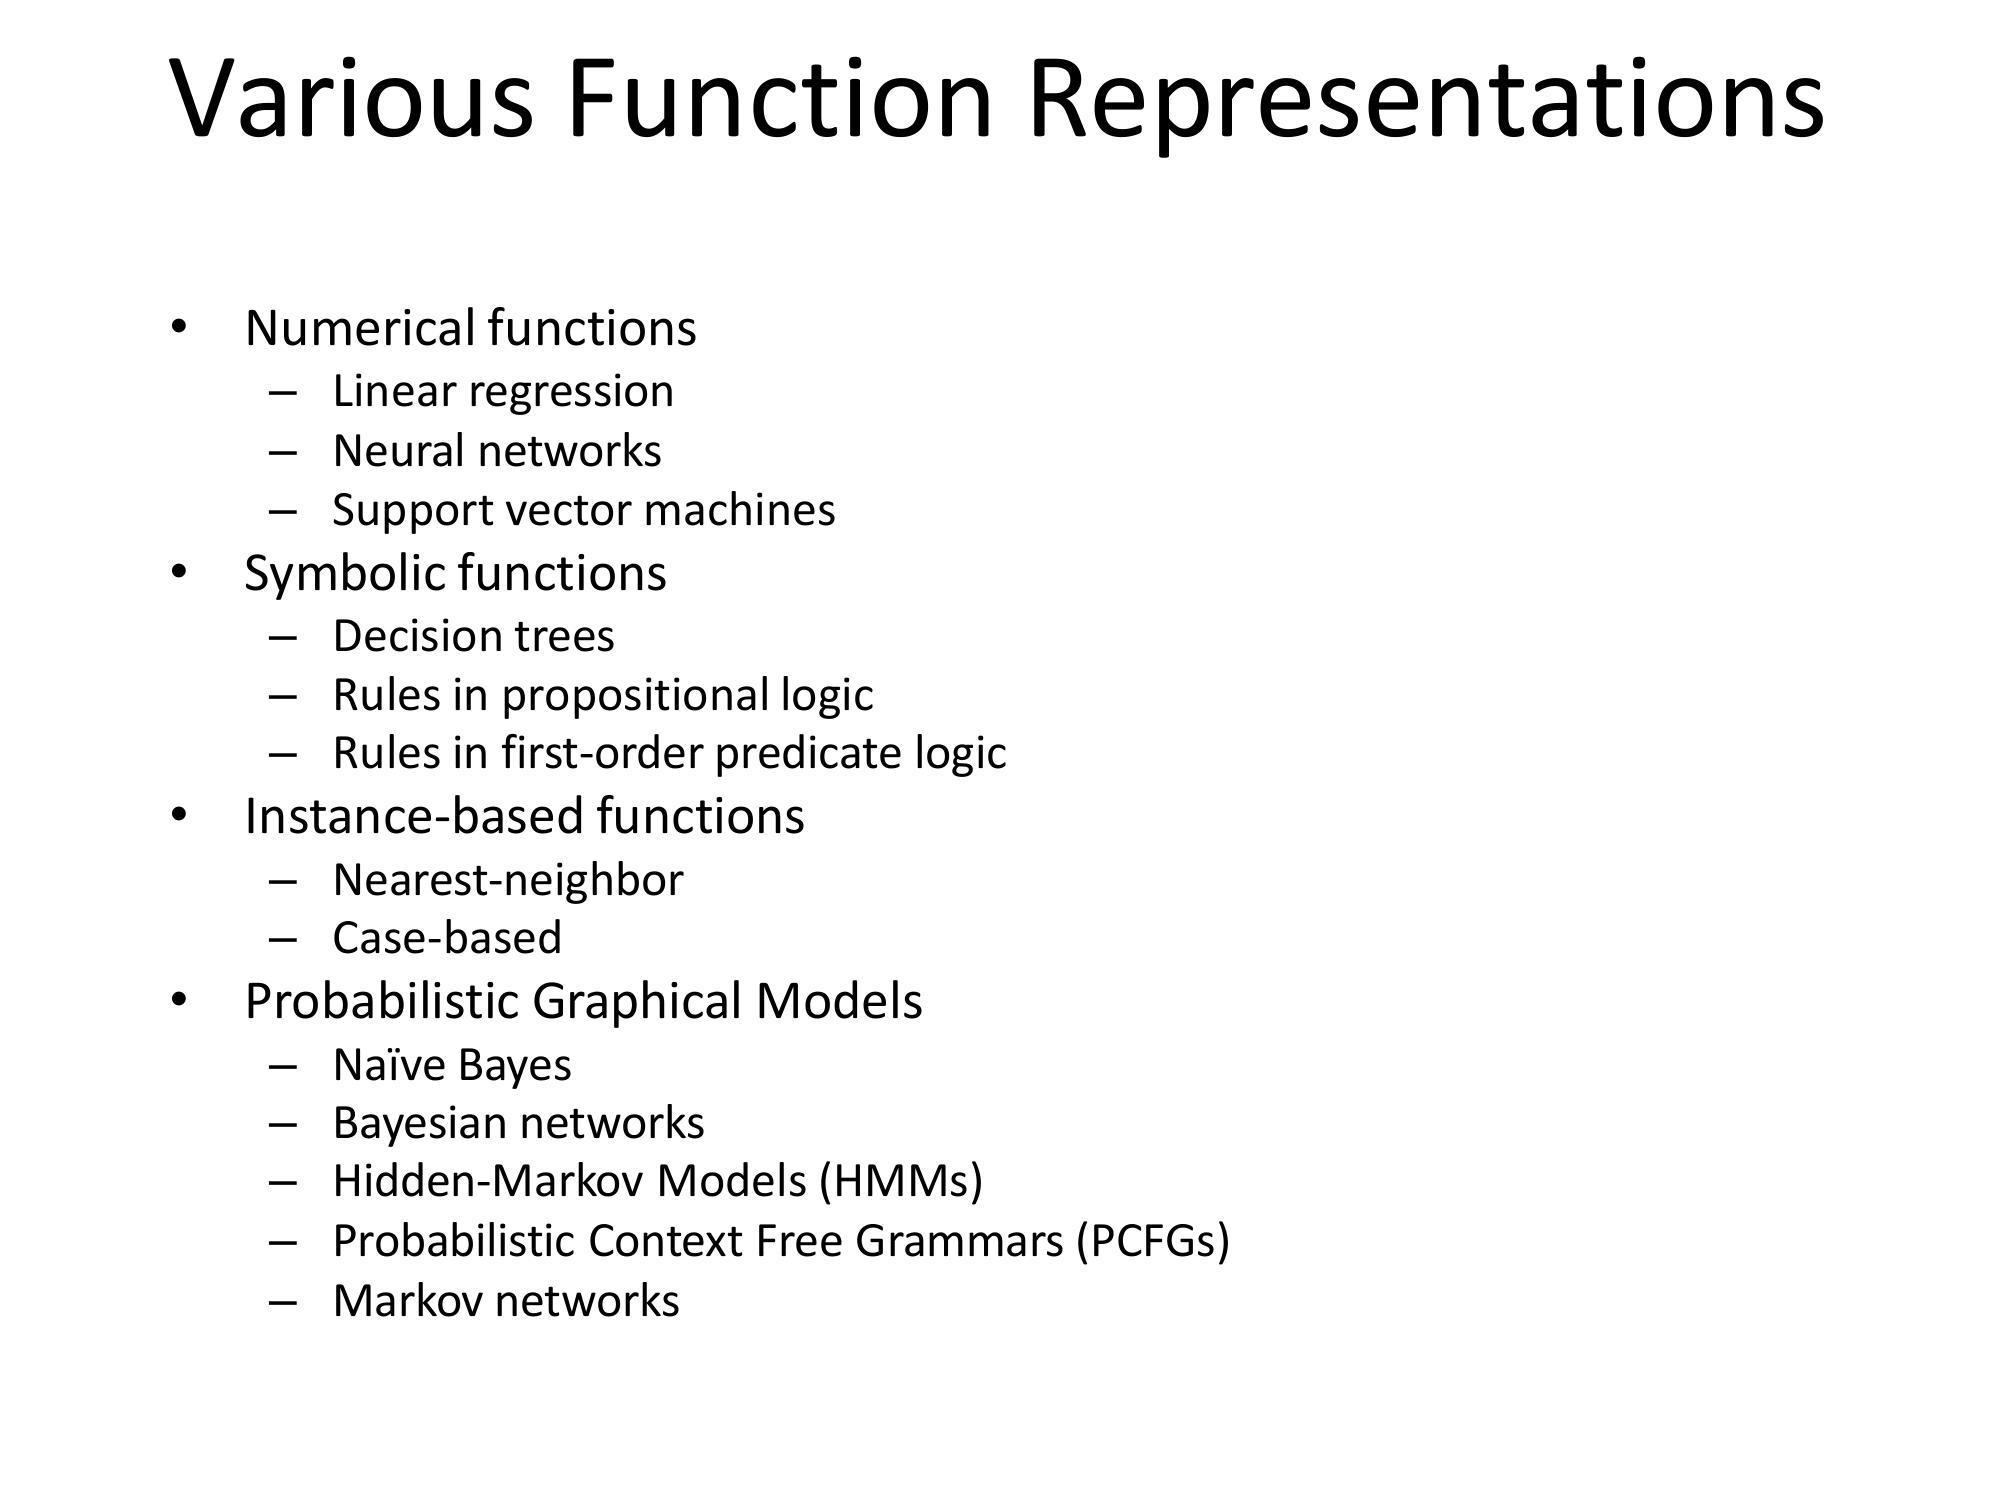 Various Function Representations
• Numerical functions
– Linear regression
– Neural networks
– Support vector machines
• Symbolic functions
– Decision trees
– Rules in propositional logic
– Rules in first-order predicate logic
• Instance-based functions
– Nearest-neighbor
– Case-based
• Probabilistic Graphical Models
– Naïve Bayes
– Bayesian networks
– Hidden-Markov Models (HMMs)
– Probabilistic Context Free Grammars (PCFGs)
– Markov networks